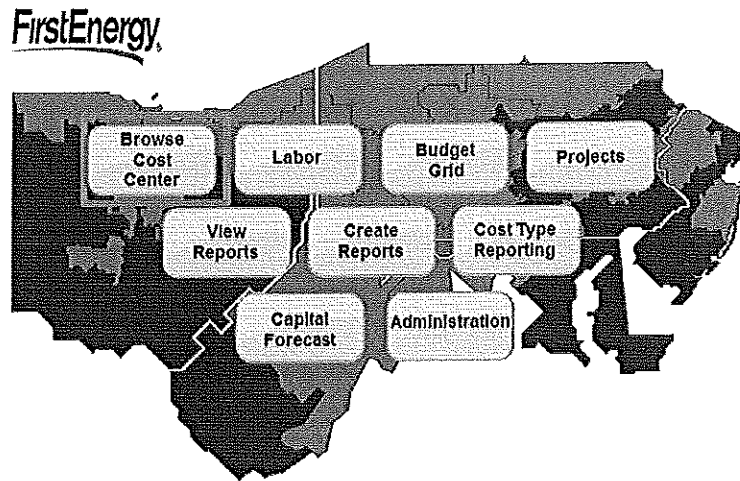 FirstEnergy
Browse
Cost
Center
Labor
Budget
Grid
Projects
View
Reports
Create
Reports
Cost Type
Reporting
Capital
Forecast
Administration